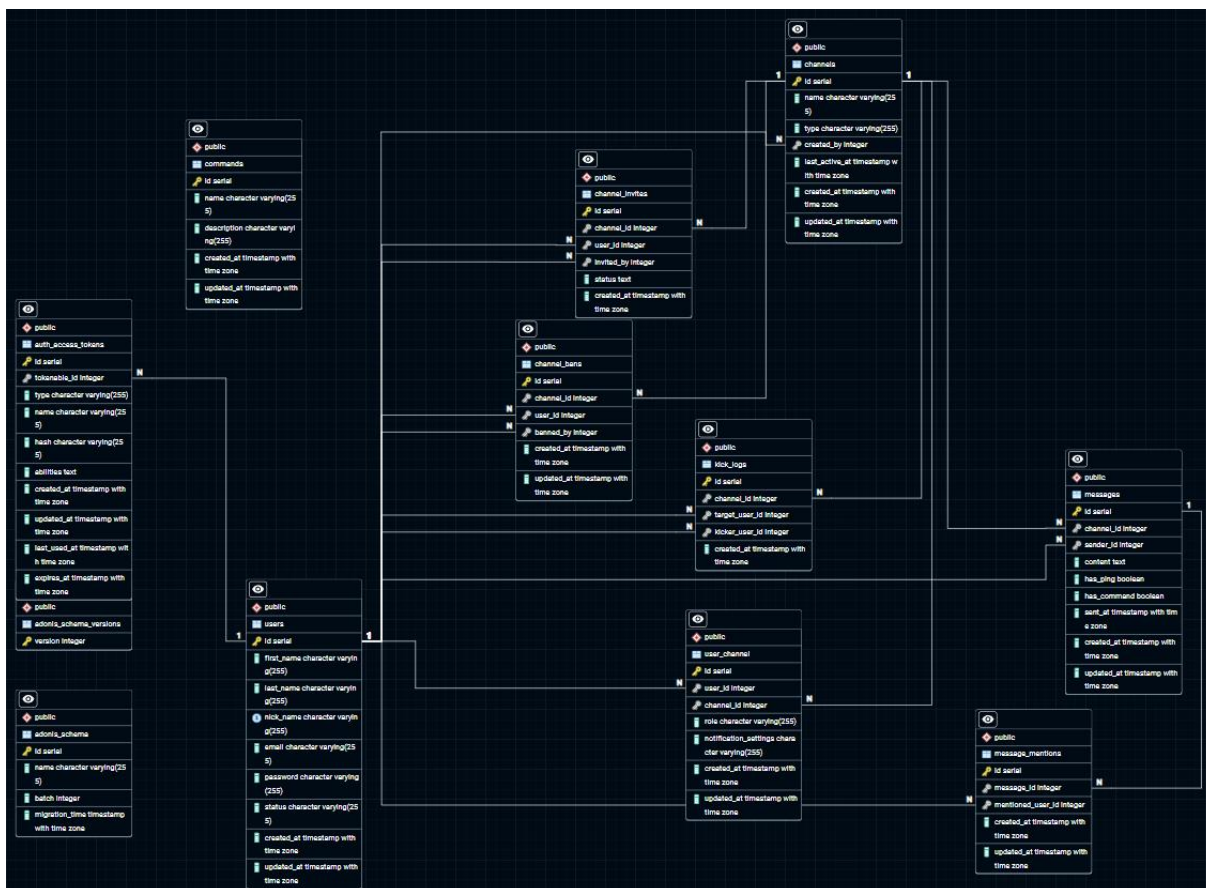 public
channels
id serial
name character varying(25
5)
type character varying(255)
created_by integer
last_active_at timestamp w
ith time zone
created_at timestamp with
time zone
updated_at timestamp with
time zone
1
1
N
public
commands
id serial
name character varying(25
5)
description character varyi
ng(255)
created_at timestamp with
time zone
updated_at timestamp with
time zone
public
channel_invites
id serial
channel_id integer
user_id integer
invited_by integer
status text
created_at timestamp with
time zone
N
N
N
public
auth_access_tokens
id serial
tokenable_id integer
type character varying(255)
name character varying(25
5)
hash character varying(25
5)
abilities text
created_at timestamp with
time zone
updated_at timestamp with
time zone
last_used_at timestamp wit
h time zone
expires_at timestamp with
time zone
N
public
adonis_schema_versions
version integer
public
channel_bans
id serial
channel_id integer
user_id integer
banned_by integer
created_at timestamp with
time zone
updated_at timestamp with
time zone
N
N
N
public
kick_logs
id serial
channel_id integer
target_user_id integer
kicker_user_id integer
created_at timestamp with
time zone
N
N
N
public
messages
id serial
channel_id integer
sender_id integer
content text
has_ping boolean
has_command boolean
sent_at timestamp with tim
e zone
created_at timestamp with
time zone
updated_at timestamp with
time zone
1
N
N
public
users
id serial
first_name character varyin
g(255)
last_name character varyin
g(255)
nick_name character varyin
g(255)
email character varying(25
5)
password character varying
(255)
status character varying(25
5)
created_at timestamp with
time zone
updated_at timestamp with
time zone
1
1
public
user_channel
id serial
user_id integer
channel_id integer
role character varying(255)
notification_settings chara
cter varying(255)
created_at timestamp with
time zone
updated_at timestamp with
time zone
N
N
public
adonis_schema
id serial
name character varying(25
5)
batch integer
migration_time timestamp
with time zone
public
message_mentions
id serial
message_id integer
mentioned_user_id integer
created_at timestamp with
time zone
updated_at timestamp with
time zone
N
N